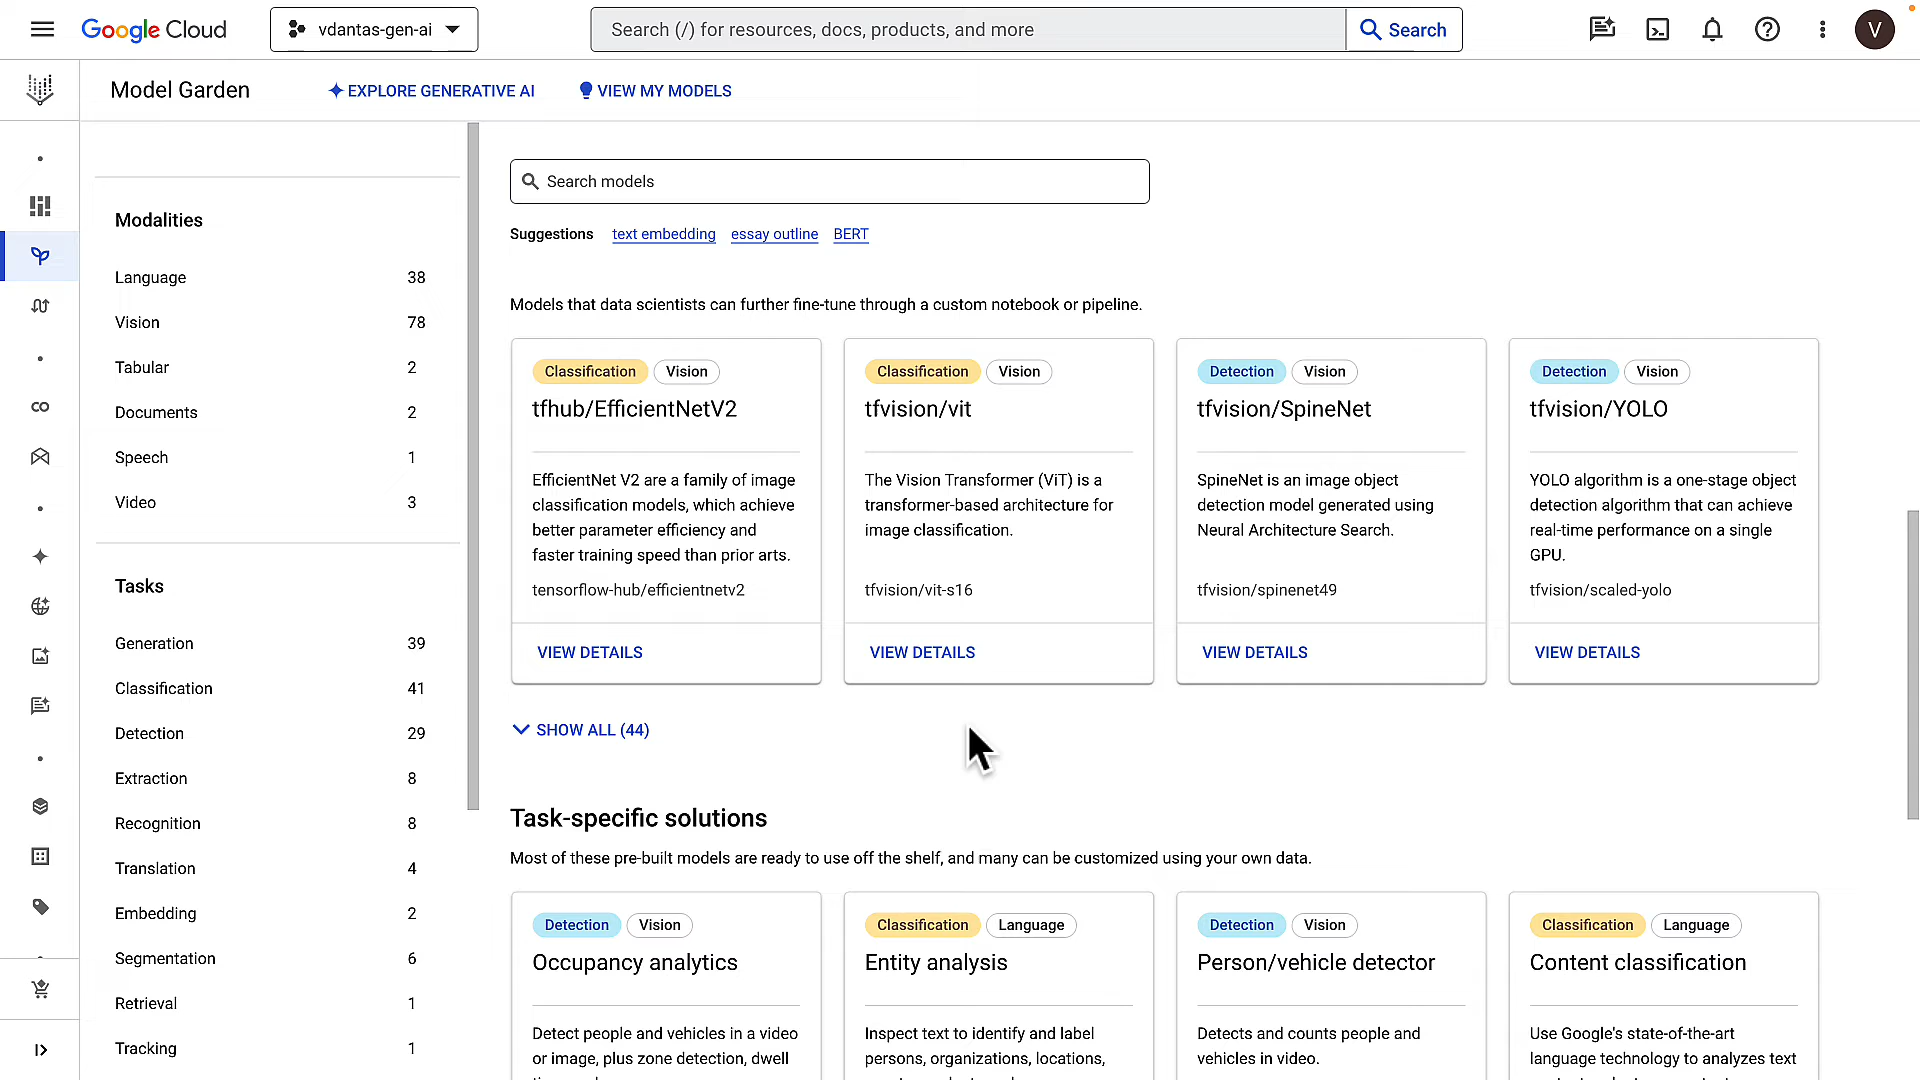 Google Cloud
vdantas-gen-ai
Search (/) for resources, docs, products, and more
Search
V
Model Garden
EXPLORE GENERATIVE AI
VIEW MY MODELS
Modalities
Language 38
Vision 78
Tabular 2
Documents 2
Speech 1
Video 3
Tasks
Generation 39
Classification 41
Detection 29
Extraction 8
Recognition 8
Translation 4
Embedding 2
Segmentation 6
Retrieval 1
Tracking 1
Search models
Suggestions text embedding essay outline BERT
Models that data scientists can further fine-tune through a custom notebook or pipeline.
Classification Vision
tfhub/EfficientNetV2
EfficientNet V2 are a family of image
classification models, which achieve
better parameter efficiency and
faster training speed than prior arts.
tensorflow-hub/efficientnetv2
VIEW DETAILS
Classification Vision
tfvision/vit
The Vision Transformer (ViT) is a
transformer-based architecture for
image classification.
tfvision/vit-s16
VIEW DETAILS
Detection Vision
tfvision/SpineNet
SpineNet is an image object
detection model generated using
Neural Architecture Search.
tfvision/spinenet49
VIEW DETAILS
Detection Vision
tfvision/YOLO
YOLO algorithm is a one-stage object
detection algorithm that can achieve
real-time performance on a single
GPU.
tfvision/scaled-yolo
VIEW DETAILS
SHOW ALL (44)
Task-specific solutions
Most of these pre-built models are ready to use off the shelf, and many can be customized using your own data.
Detection Vision
Occupancy analytics
Detect people and vehicles in a video
or image, plus zone detection, dwell
Classification Language
Entity analysis
Inspect text to identify and label
persons, organizations, locations,
Detection Vision
Person/vehicle detector
Detects and counts people and
vehicles in video.
Classification Language
Content classification
Use Google's state-of-the-art
language technology to analyzes text